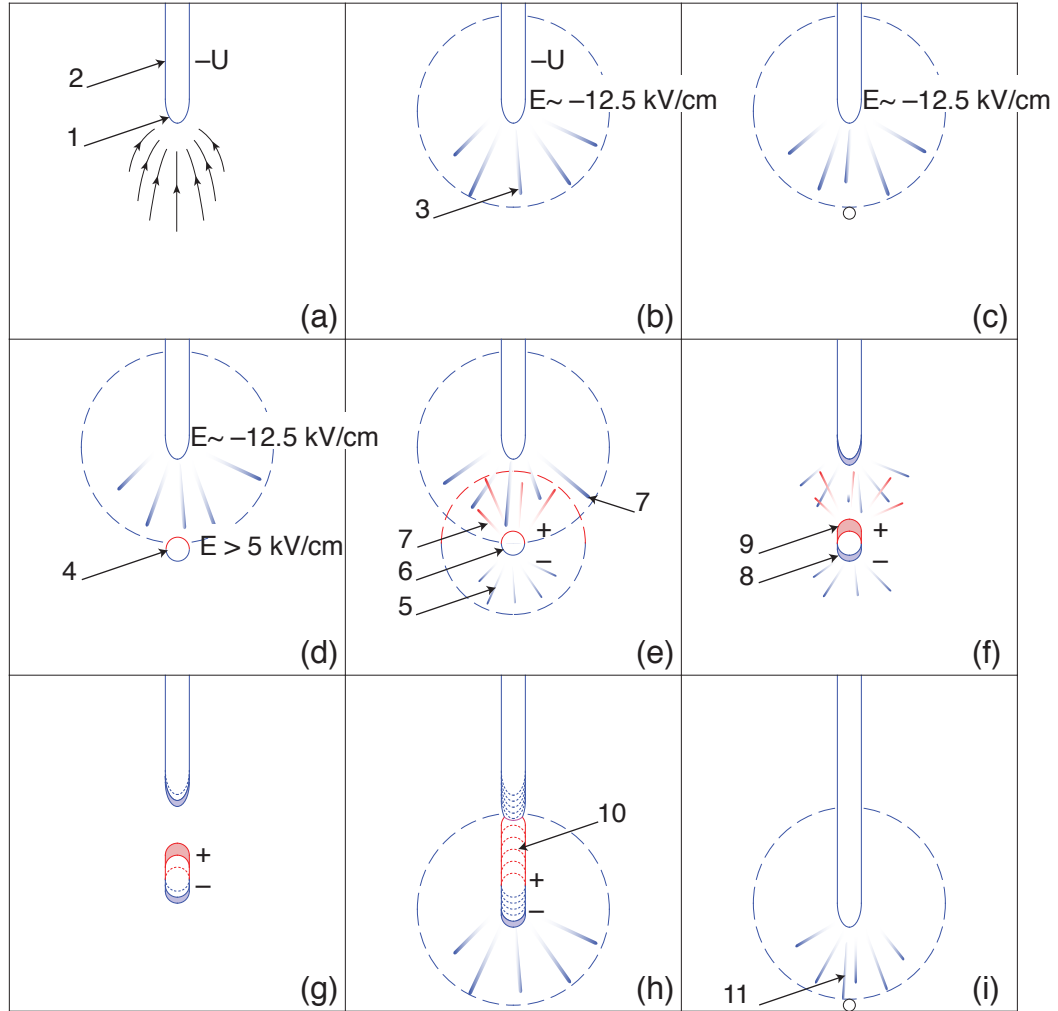 2
–U
1
(a)
–U
E~ –12.5 kV/cm
3
(b)
E~ –12.5 kV/cm
(c)
E~ –12.5 kV/cm
4
E > 5 kV/cm
(d)
7
7
+
6
–
5
(e)
9
+
8
–
(f)
+
–
(g)
10
+
–
(h)
11
(i)